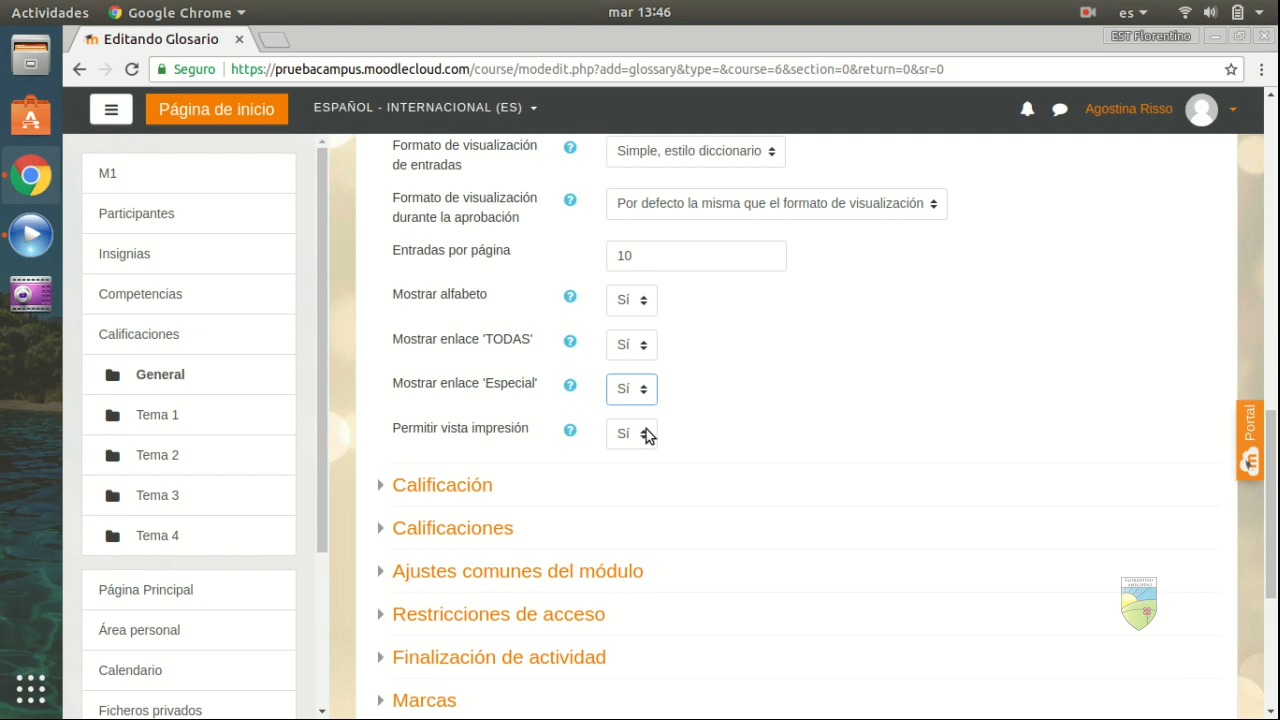 Actividades
Google Chrome
mar 13:46
es
Editando Glosario
EST Florentino
Seguro
https://pruebacampus.moodlecloud.com/course/modedit.php?add=glossary&type=&course=6&section=0&return=0&sr=0
Página de inicio
ESPAÑOL - INTERNACIONAL (ES)
Agostina Risso
M1
Participantes
Insignias
Competencias
Calificaciones
General
Tema 1
Tema 2
Tema 3
Tema 4
Página Principal
Área personal
Calendario
Ficheros privados
Formato de visualización
de entradas
Simple, estilo diccionario
Formato de visualización
durante la aprobación
Por defecto la misma que el formato de visualización
Entradas por página
10
Mostrar alfabeto
Sí
Mostrar enlace 'TODAS'
Sí
Mostrar enlace 'Especial'
Sí
Permitir vista impresión
Sí
Calificación
Calificaciones
Ajustes comunes del módulo
Restricciones de acceso
Finalización de actividad
Marcas
Portal
FLORENTINO
AMEGHINO